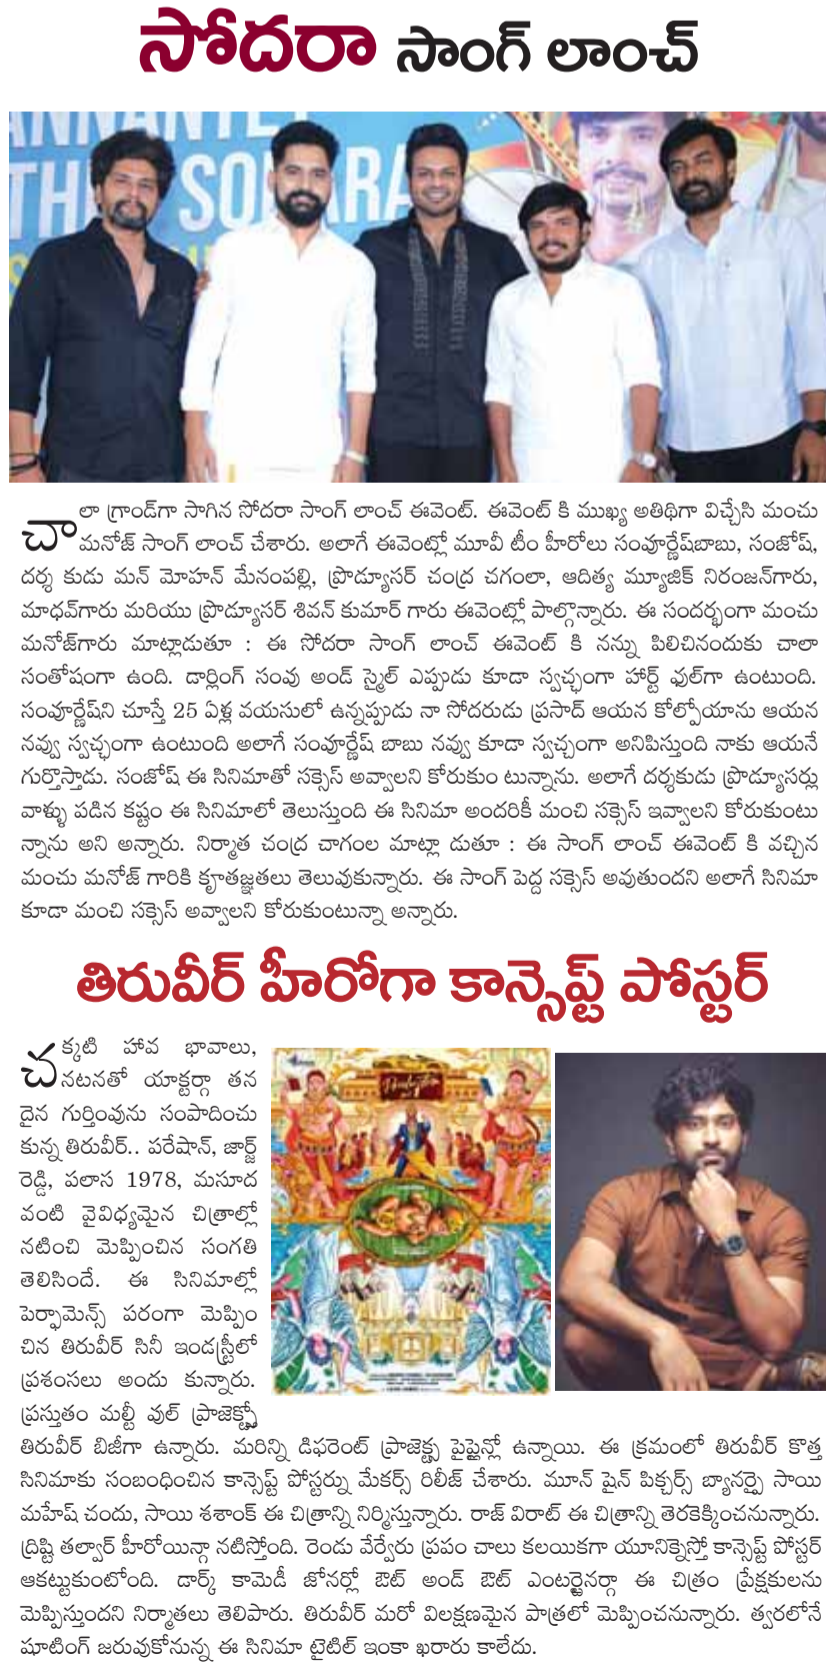 సోదరా సాంగ్ లాంచ్
చాలా గ్రాండ్‌గా సాగిన సోదరా సాంగ్ లాంచ్ ఈవెంట్. ఈవెంట్ కి ముఖ్య అతిథిగా విచ్చేసి మంచు
మనోజ్ సాంగ్ లాంచ్ చేశారు. అలాగే ఈవెంట్లో మూవీ టీం హీరోలు సంపూర్ణేష్‌బాబు, సంజోష్,
దర్శ కుడు మన్ మోహన్ మేనంపల్లి, ప్రొడ్యూసర్ చంద్ర చగంలా, ఆదిత్య మ్యూజిక్ నిరంజన్‌గారు,
మాధవ్‌గారు మరియు ప్రొడ్యూసర్ శివన్ కుమార్ గారు ఈవెంట్లో పాల్గొన్నారు. ఈ సందర్భంగా మంచు
మనోజ్‌గారు మాట్లాడుతూ : ఈ సోదరా సాంగ్ లాంచ్ ఈవెంట్ కి నన్ను పిలిచినందుకు చాలా
సంతోషంగా ఉంది. డార్లింగ్ సంపు అండ్ స్మైల్ ఎప్పుడు కూడా స్వచ్ఛంగా హార్ట్ ఫుల్‌గా ఉంటుంది.
సంపూర్ణేష్‌ని చూస్తే 25 ఏళ్ల వయసులో ఉన్నప్పుడు నా సోదరుడు ప్రసాద్ ఆయన కోల్పోయాను ఆయన
నవ్వు స్వచ్ఛంగా ఉంటుంది అలాగే సంపూర్ణేష్ బాబు నవ్వు కూడా స్వచ్ఛంగా అనిపిస్తుంది నాకు ఆయనే
గుర్తొస్తాడు. సంజోష్ ఈ సినిమాతో సక్సెస్ అవ్వాలని కోరుకుం టున్నాను. అలాగే దర్శకుడు ప్రొడ్యూసర్లు
వాళ్ళు పడిన కష్టం ఈ సినిమాలో తెలుస్తుంది ఈ సినిమా అందరికీ మంచి సక్సెస్ ఇవ్వాలని కోరుకుంటు
న్నాను అని అన్నారు. నిర్మాత చంద్ర చాగంల మాట్లా డుతూ : ఈ సాంగ్ లాంచ్ ఈవెంట్ కి వచ్చిన
మంచు మనోజ్ గారికి కృతజ్ఞతలు తెలుపుకున్నారు. ఈ సాంగ్ పెద్ద సక్సెస్ అవుతుందని అలాగే సినిమా
కూడా మంచి సక్సెస్ అవ్వాలని కోరుకుంటున్నా అన్నారు.
తిరువీర్ హీరోగా కాన్సెప్ట్ పోస్టర్
చక్కటి హావ భావాలు,
నటనతో యాక్టర్గా తన
దైన గుర్తింపును సంపాదించు
కున్న తిరువీర్.. పరేషాన్, జార్జ్
రెడ్డి, పలాస 1978, మసూద
వంటి వైవిధ్యమైన చిత్రాల్లో
నటించి మెప్పించిన సంగతి
తెలిసిందే. ఈ సినిమాల్లో
పెర్ఫామెన్స్ పరంగా మెప్పిం
చిన తిరువీర్ సినీ ఇండస్ట్రీలో
ప్రశంసలు అందు కున్నారు.
ప్రస్తుతం మల్టీ పుల్ ప్రాజెక్ట్స్తో
తిరువీర్ బిజీగా ఉన్నారు. మరిన్ని డిఫరెంట్ ప్రాజెక్ట్స పైప్లైన్లో ఉన్నాయి. ఈ క్రమంలో తిరువీర్ కొత్త
సినిమాకు సంబంధించిన కాన్సెప్ట్ పోస్టర్ను మేకర్స్ రిలీజ్ చేశారు. మూన్ షైన్ పిక్చర్స్ బ్యానర్పై సాయి
మహేష్ చందు, సాయి శశాంక్ ఈ చిత్రాన్ని నిర్మిస్తున్నారు. రాజ్ విరాట్ ఈ చిత్రాన్ని తెరకెక్కించనున్నారు.
ద్రిష్టి తల్వార్ హీరోయిన్గా నటిస్తోంది. రెండు వేర్వేరు ప్రపం చాలు కలయికగా యూనిక్నెస్తో కాన్సెప్ట్ పోస్టర్
ఆకట్టుకుంటోంది. డార్క్ కామెడీ జోనర్లో ఔట్ అండ్ ఔట్ ఎంటర్టైనర్గా ఈ చిత్రం ప్రేక్షకులను
మెప్పిస్తుందని నిర్మాతలు తెలిపారు. తిరువీర్ మరో విలక్షణమైన పాత్రలో మెప్పించనున్నారు. త్వరలోనే
షూటింగ్ జరుపుకోనున్న ఈ సినిమా టైటిల్ ఇంకా ఖరారు కాలేదు.